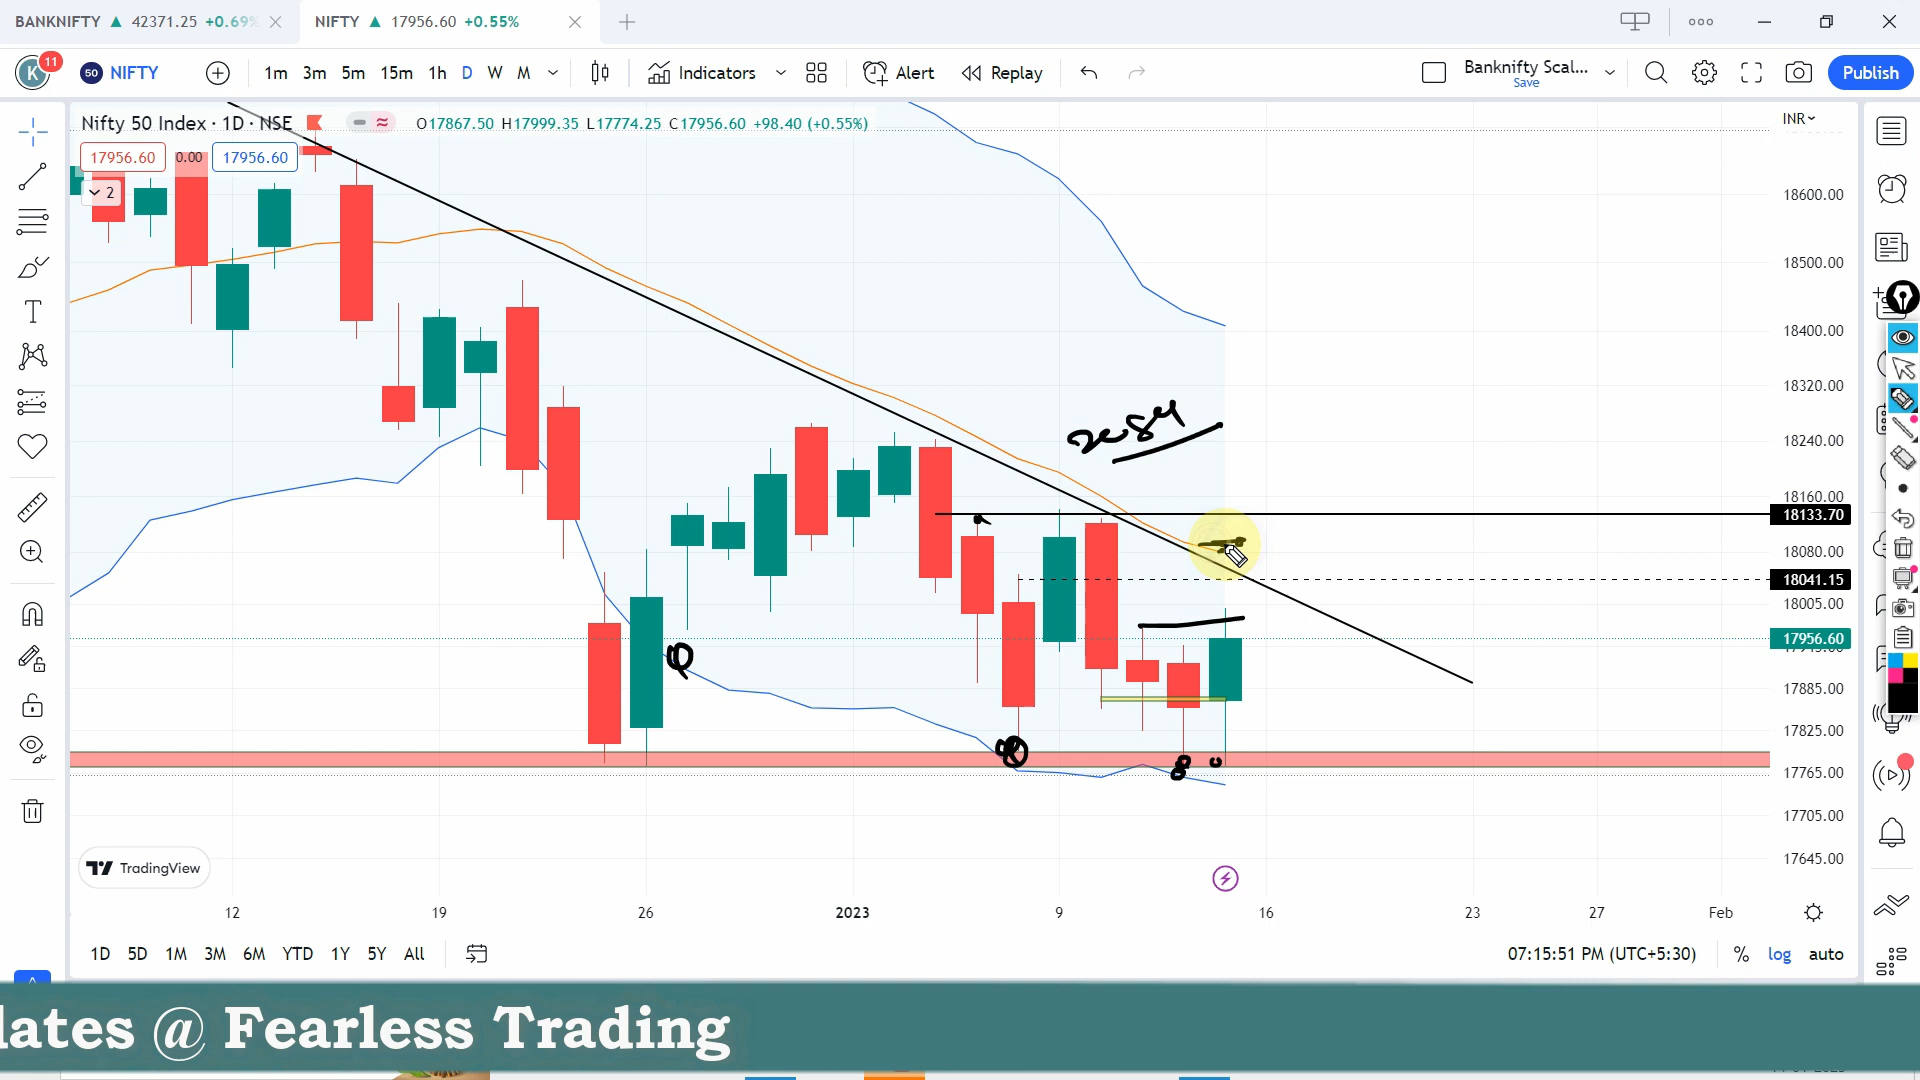 BANKNIFTY ▲ 42371.25 +0.69%
NIFTY ▲ 17956.60 +0.55%
K 11
50 NIFTY
1m 3m 5m 15m 1h D W M
Indicators
Alert
Replay
Banknifty Scal...
Save
Publish
Nifty 50 Index · 1D · NSE
O17867.50 H17999.35 L17774.25 C17956.60 +98.40 (+0.55%)
INR
17956.60 0.00 17956.60
2
18600.00
18500.00
18400.00
18320.00
18240.00
18160.00
18133.70
18080.00
18041.15
18005.00
17956.60
17885.00
17825.00
17765.00
17705.00
17645.00
TradingView
12 19 26 2023 9 16 23 27 Feb
1D 5D 1M 3M 6M YTD 1Y 5Y All
07:15:51 PM (UTC+5:30)
% log auto
lates @ Fearless Trading